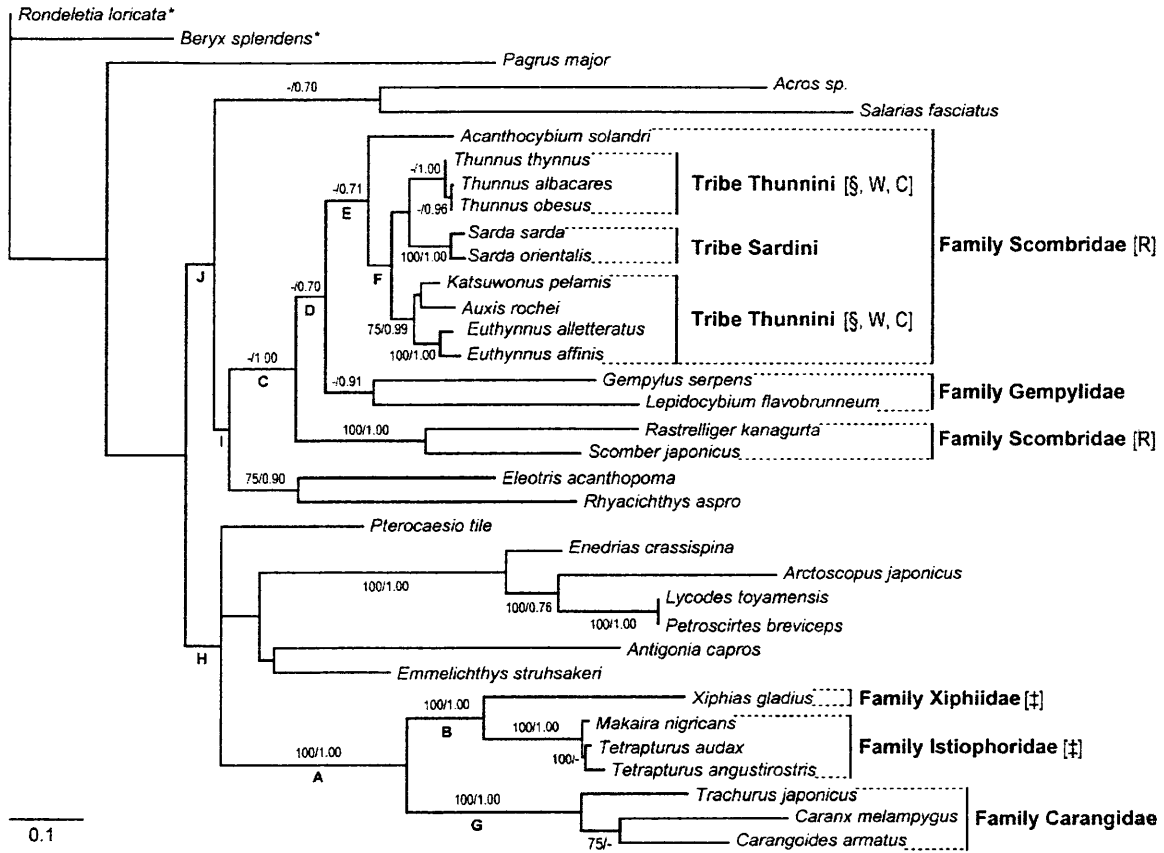 Rondeletia loricata*
Beryx splendens*
Pagrus major
-/0.70
Acros sp.
Salarias fasciatus
Acanthocybium solandri
Thunnus thynnus
-/1.00
Thunnus albacares
Tribe Thunnini [§, W, C]
-/0.71
-/0.96
Thunnus obesus
E
Sarda sarda
Tribe Sardini
Family Scombridae [R]
100/1.00
Sarda orientalis
J
F
Katsuwonus pelamis
-/0.70
D
Auxis rochei
Tribe Thunnini [§, W, C]
75/0.99
Euthynnus alletteratus
100/1.00
Euthynnus affinis
-/1.00
C
-/0.91
Gempylus serpens
Family Gempylidae
Lepidocybium flavobrunneum
100/1.00
Rastrelliger kanagurta
Family Scombridae [R]
I
Scomber japonicus
75/0.90
Eleotris acanthopoma
Rhyacichthys aspro
Pterocaesio tile
Enedrias crassispina
100/1.00
Arctoscopus japonicus
100/0.76
Lycodes toyamensis
100/1.00
Petroscirtes breviceps
H
Antigonia capros
Emmelichthys struhsakeri
Xiphias gladius
Family Xiphiidae [‡]
100/1.00
B
100/1.00
Makaira nigricans
Tetrapturus audax
Family Istiophoridae [‡]
100/-
100/1.00
A
Tetrapturus angustirostris
100/1.00
G
Trachurus japonicus
Caranx melampygus
Family Carangidae
75/-
Carangoides armatus
0.1